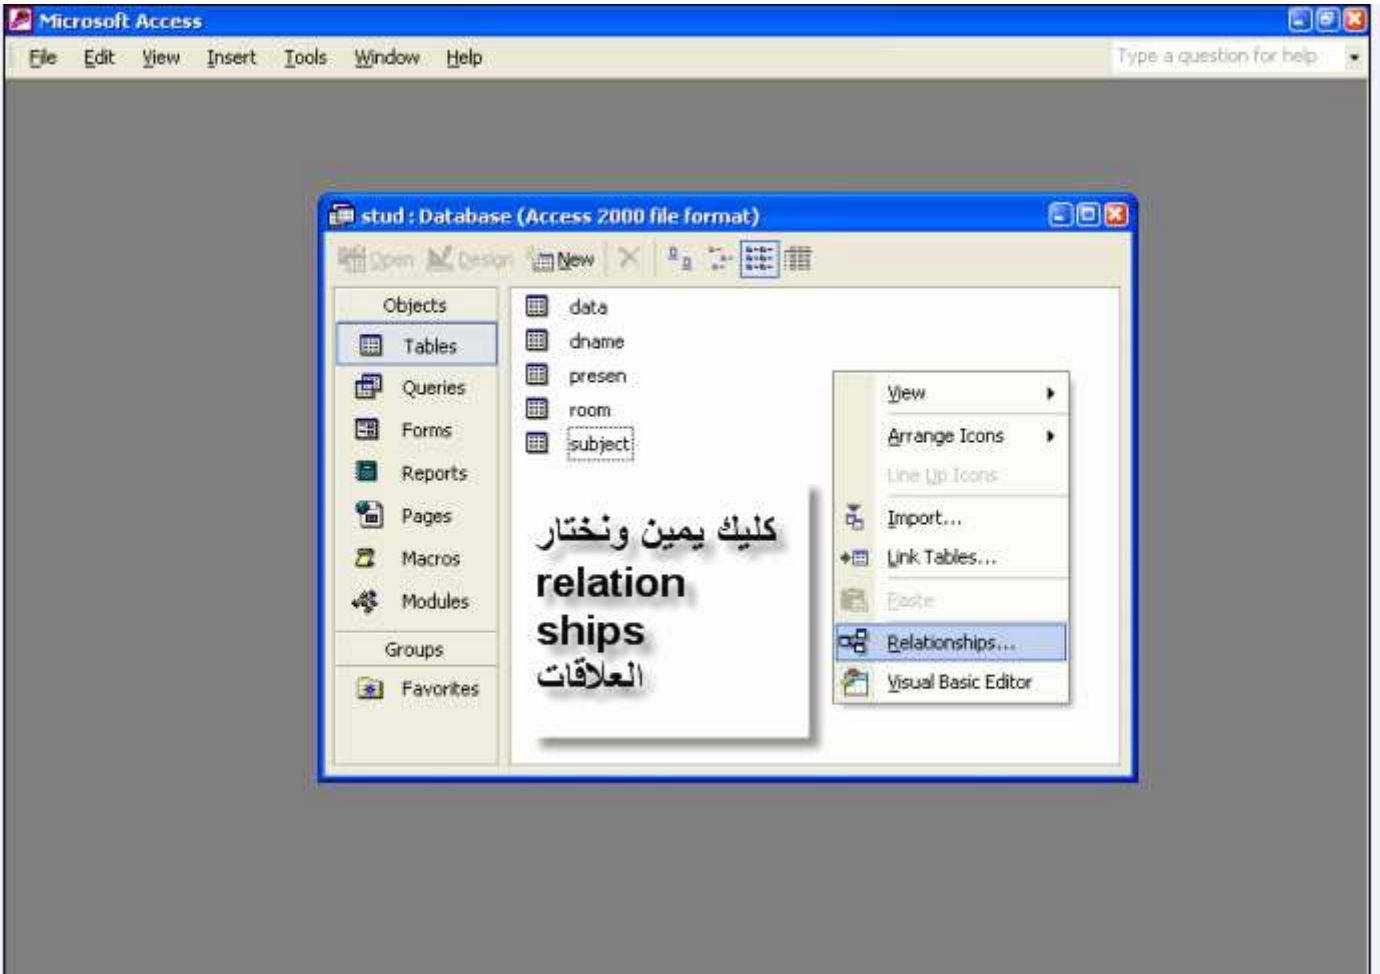 Microsoft Access
File Edit View Insert Tools Window Help Type a question for help
stud : Database (Access 2000 file format)
Open Design New
Objects
Tables
Queries
Forms
Reports
Pages
Macros
Modules
Groups
Favorites
data
dname
presen
room
subject
كليك يمين ونختار
relation
ships
العلاقات
View
Arrange Icons
Line Up Icons
Import...
Link Tables...
Paste
Relationships...
Visual Basic Editor